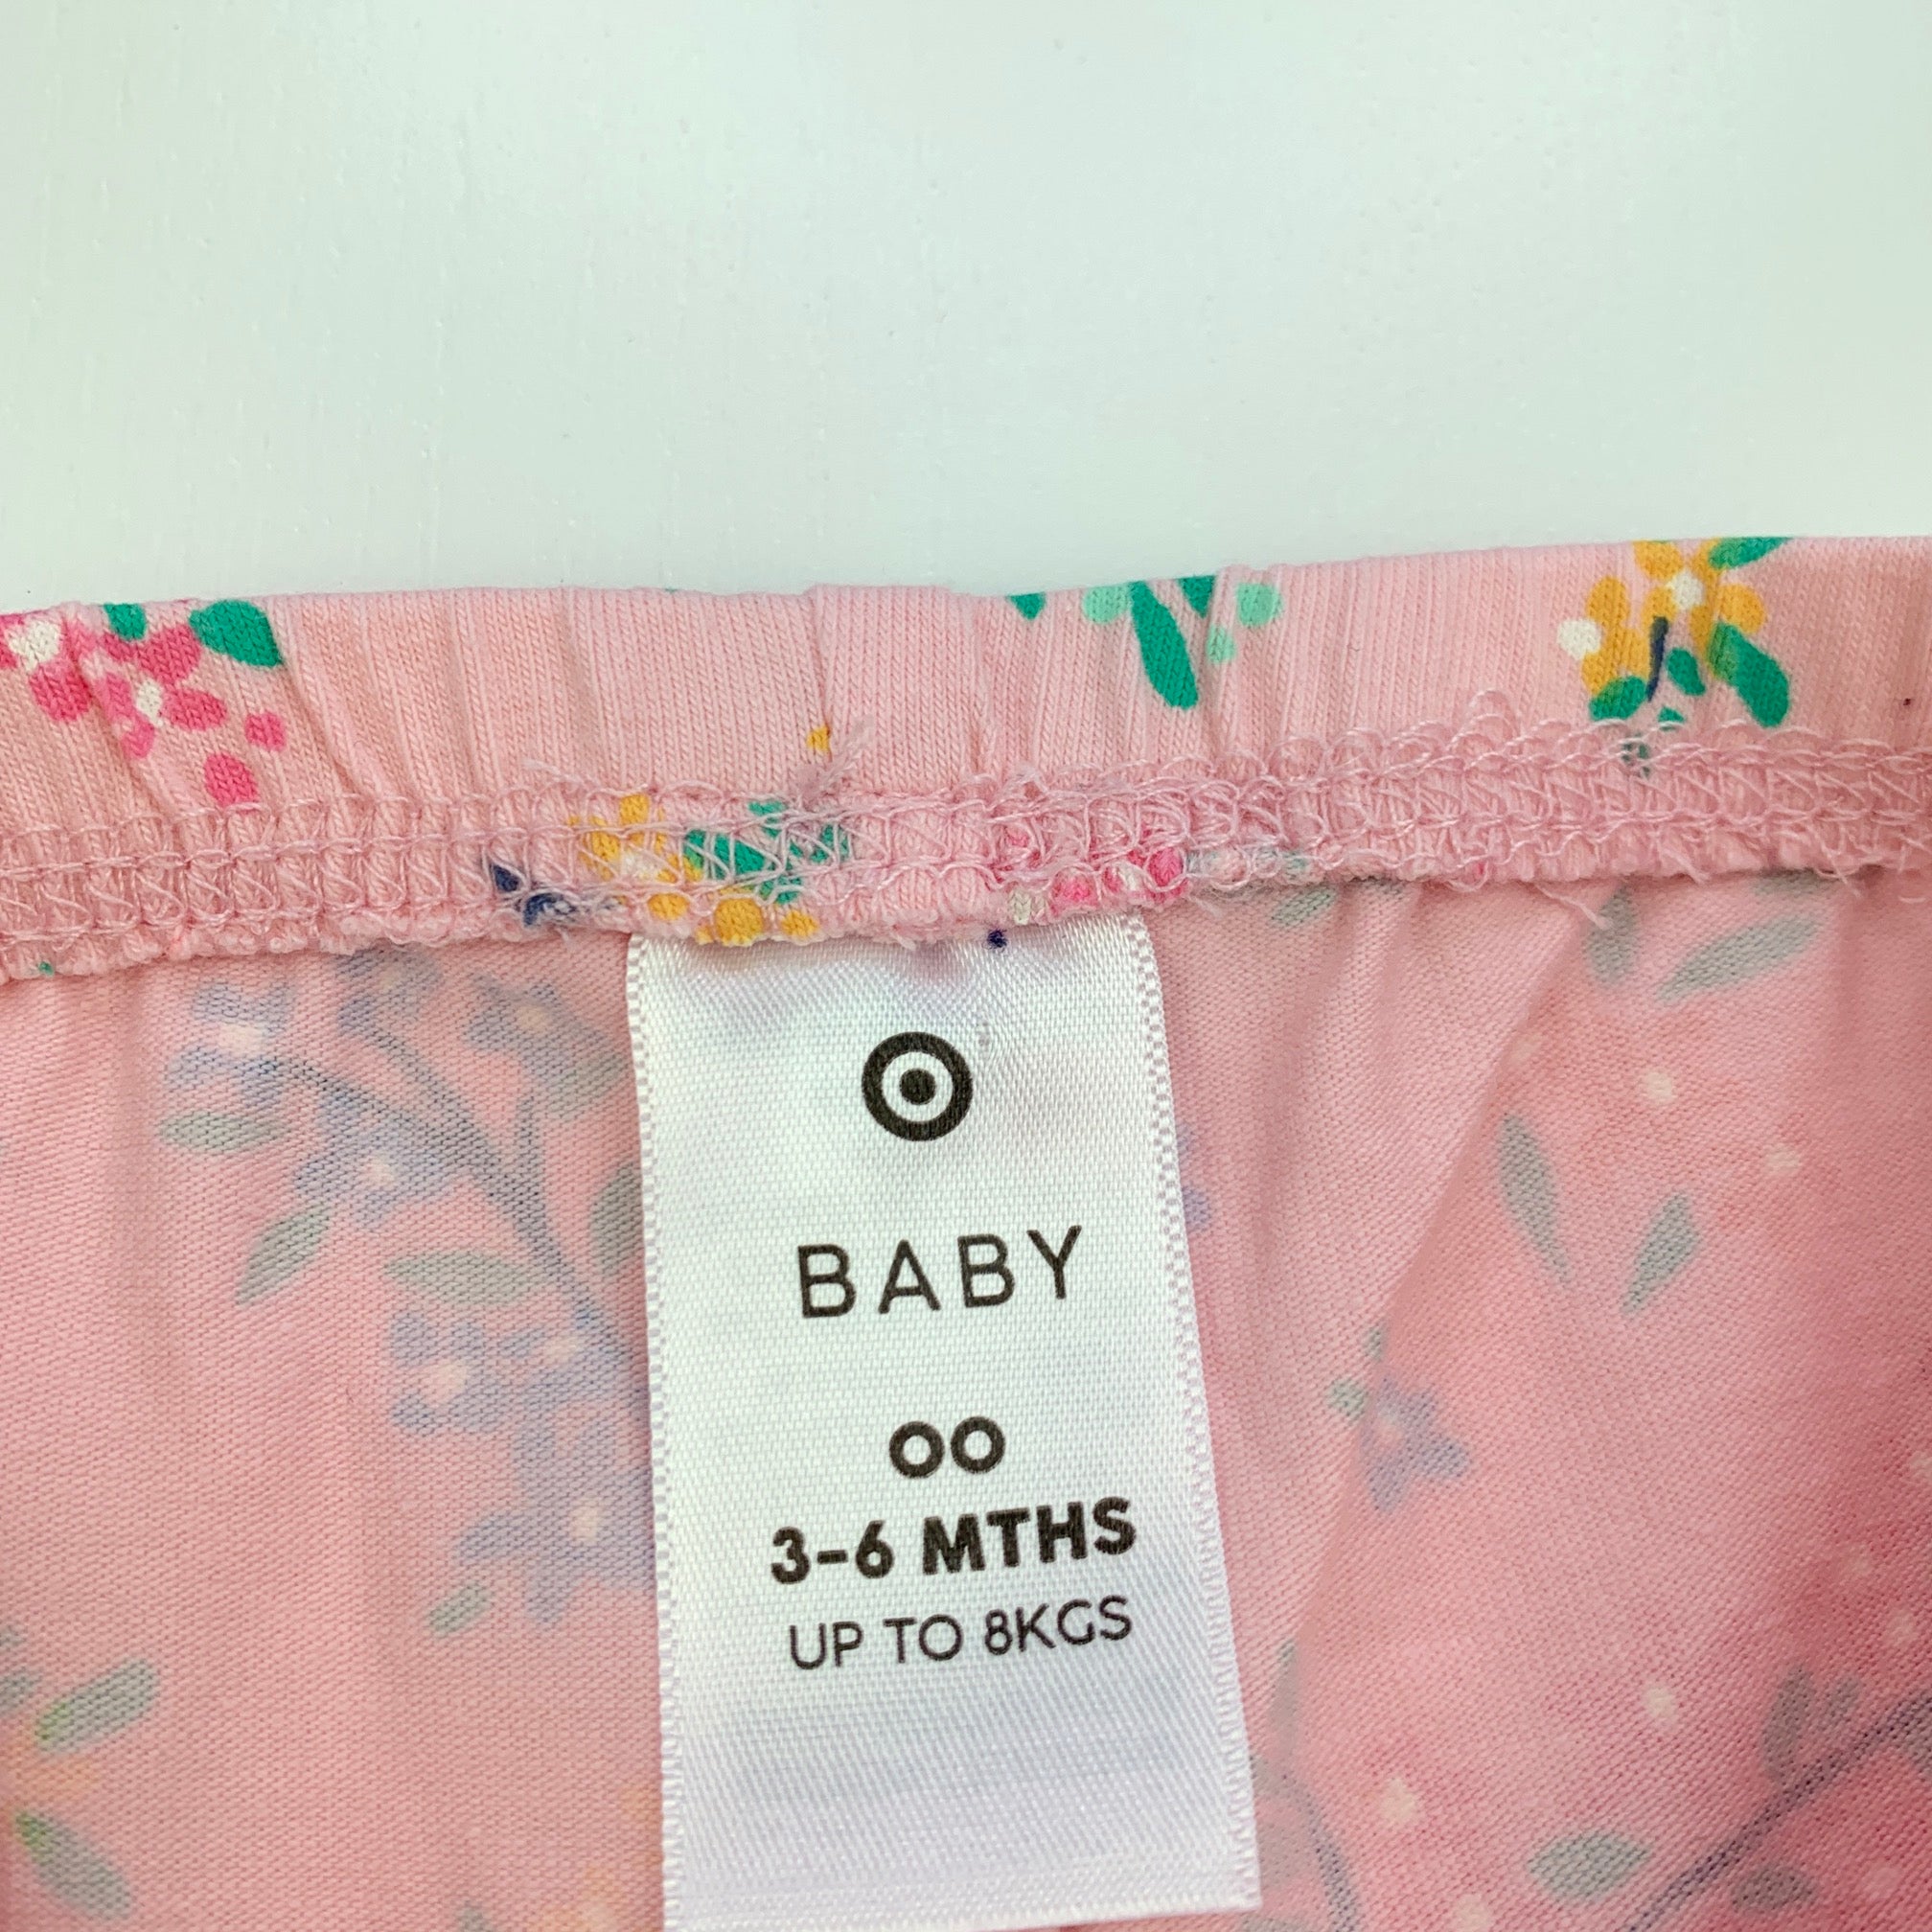 BABY
00
3-6 MTHS
UP TO 8KGS